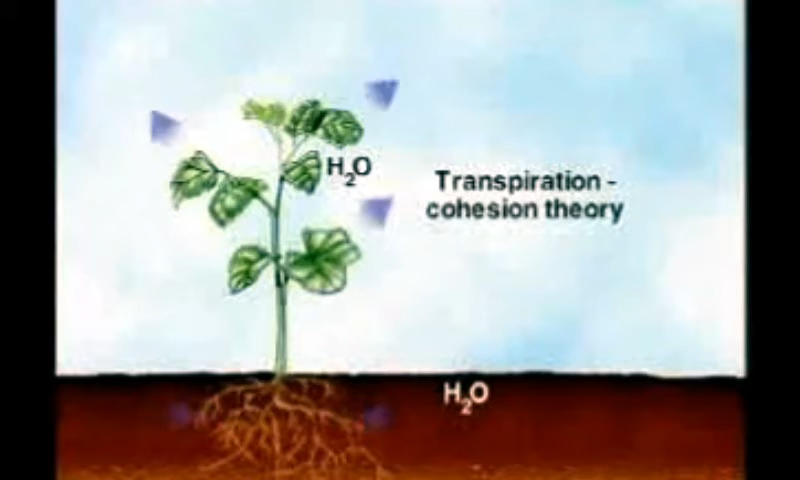 H₂O
Transpiration -
cohesion theory
H₂O